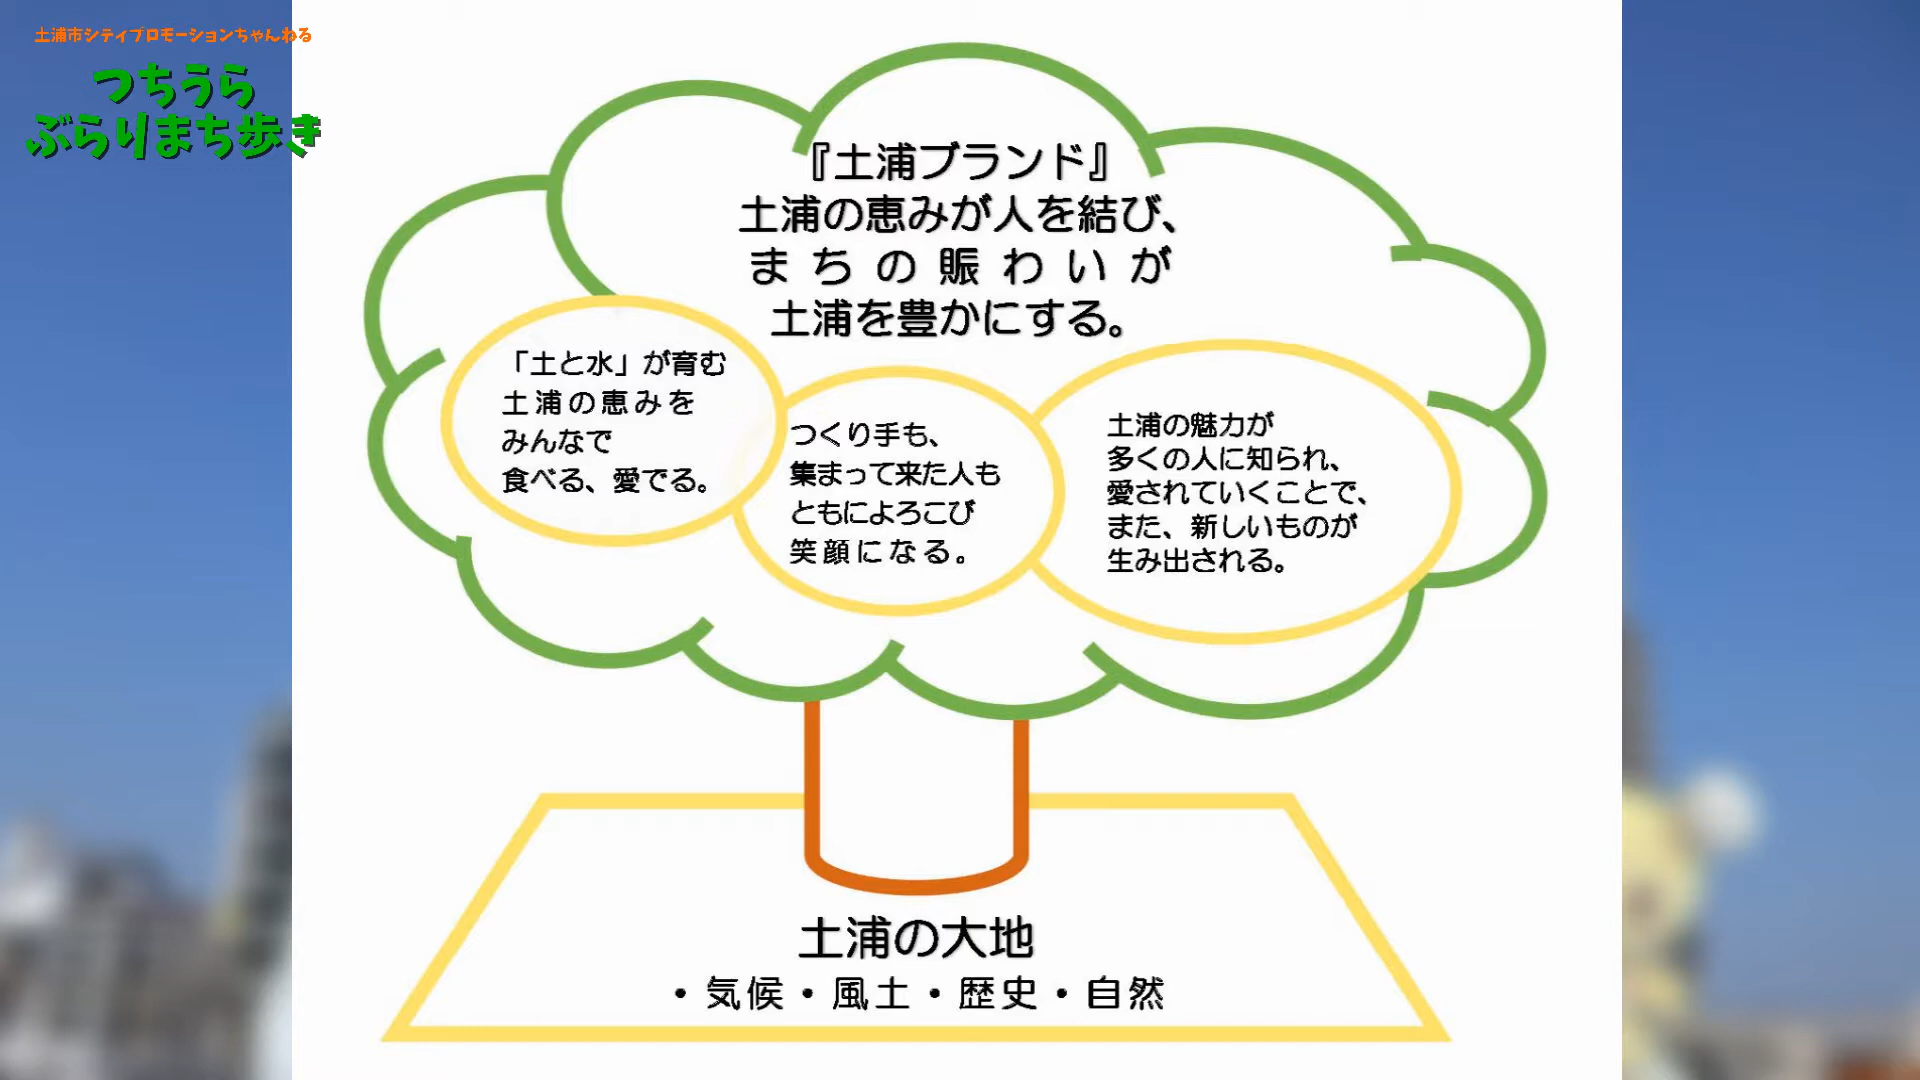 土浦市シティプロモーションちゃんねる
つちうら
ぶらりまち歩き
『土浦ブランド』
土浦の恵みが人を結び、
まちの賑わいが
土浦を豊かにする。
「土と水」が育む
土浦の恵みを
みんなで
食べる、愛でる。
つくり手も、
集まって来た人も
ともによろこび
笑顔になる。
土浦の魅力が
多くの人に知られ、
愛されていくことで、
また、新しいものが
生み出される。
土浦の大地
・気候・風土・歴史・自然